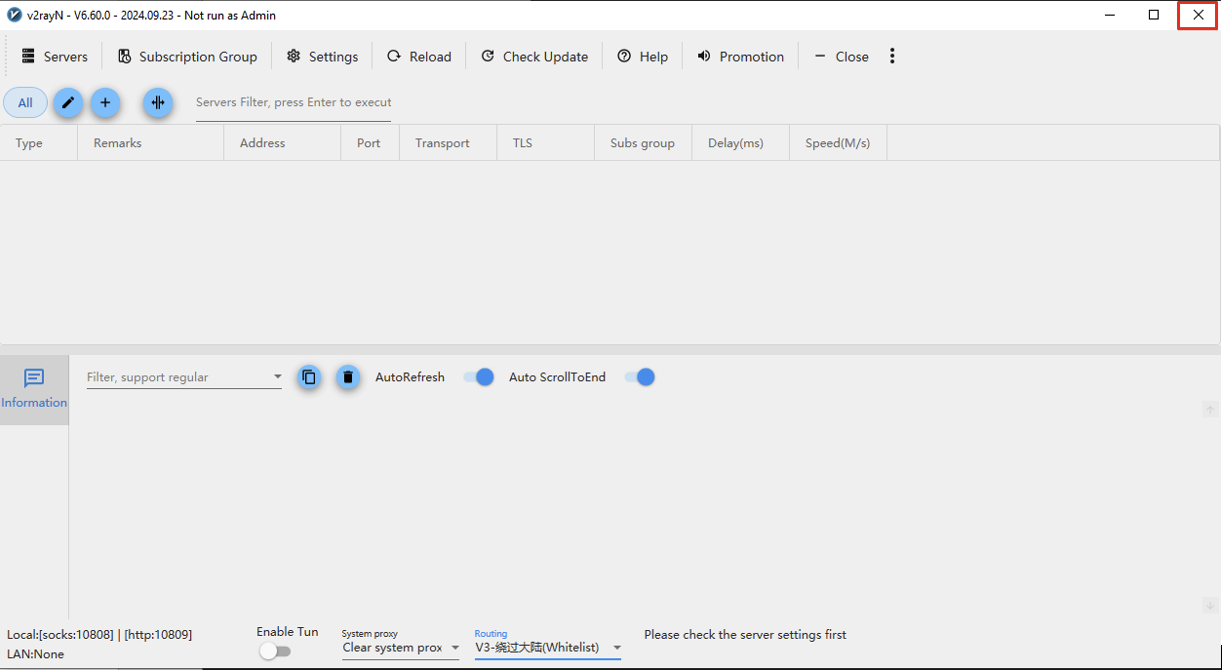 v2rayN - V6.60.0 - 2024.09.23 - Not run as Admin
Servers Subscription Group Settings Reload Check Update Help Promotion Close
All Servers Filter, press Enter to execut
Type Remarks Address Port Transport TLS Subs group Delay(ms) Speed(M/s)
Filter, support regular AutoRefresh Auto ScrollToEnd
Information
Local:[socks:10808] | [http:10809]
LAN:None
Enable Tun
System proxy
Clear system prox
Routing
V3-绕过大陆(Whitelist)
Please check the server settings first